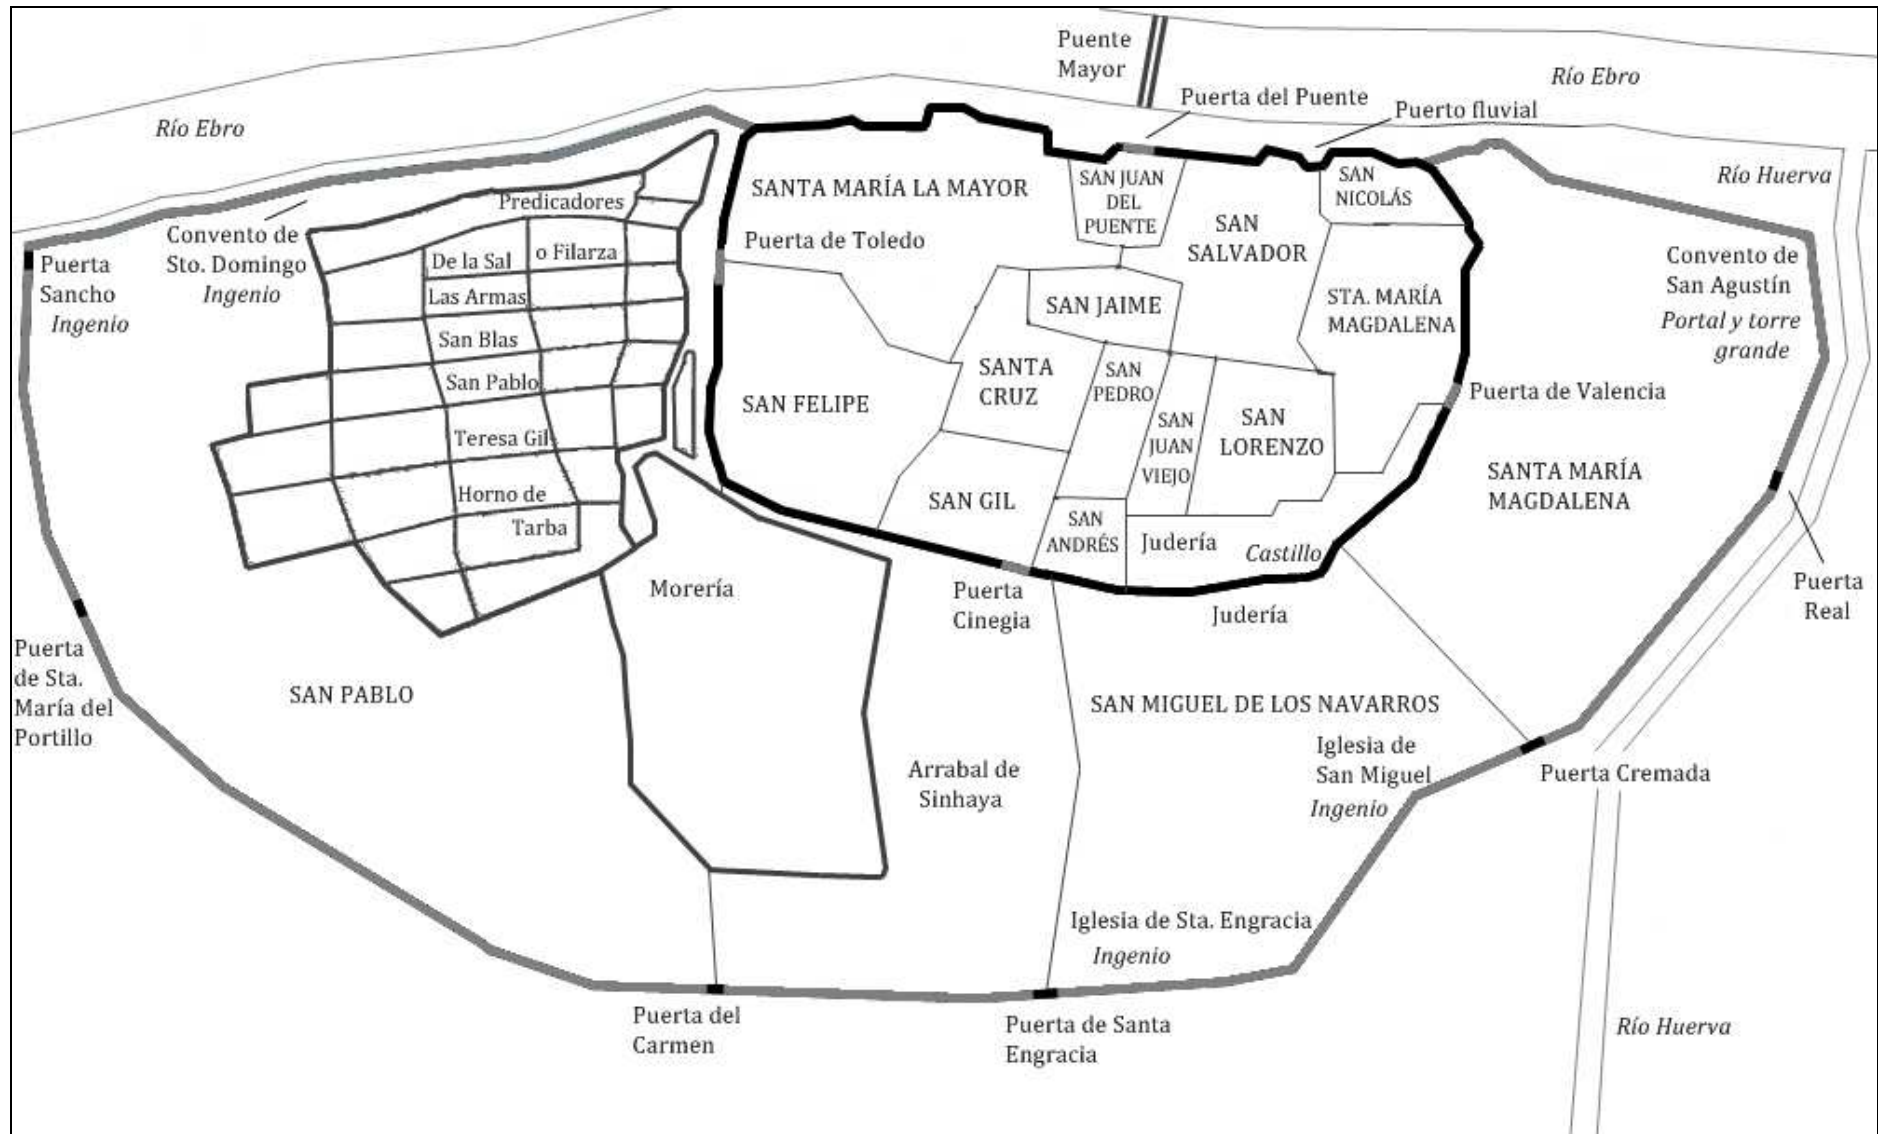 Puente
Mayor
Río Ebro
Puerta del Puente
Puerto fluvial
Río Ebro
Río Huerva
SANTA MARÍA LA MAYOR
SAN JUAN
DEL
PUENTE
SAN
NICOLÁS
SAN
SALVADOR
Predicadores
Convento de
Sto. Domingo
Ingenio
Puerta
Sancho
Ingenio
De la Sal
o Filarza
Las Armas
San Blas
San Pablo
Teresa Gil
Horno de
Tarba
Puerta de Toledo
SAN JAIME
STA. MARÍA
MAGDALENA
Convento de
San Agustín
Portal y torre
grande
SAN FELIPE
SANTA
CRUZ
SAN
PEDRO
SAN
JUAN
VIEJO
SAN
LORENZO
Puerta de Valencia
SANTA MARÍA
MAGDALENA
SAN GIL
SAN
ANDRÉS
Judería
Castillo
Puerta
Cinegia
Judería
Puerta
Real
Morería
Puerta
de Sta.
María del
Portillo
SAN PABLO
SAN MIGUEL DE LOS NAVARROS
Iglesia de
San Miguel
Ingenio
Puerta Cremada
Arrabal de
Sinhaya
Iglesia de Sta. Engracia
Ingenio
Puerta del
Carmen
Puerta de Santa
Engracia
Río Huerva